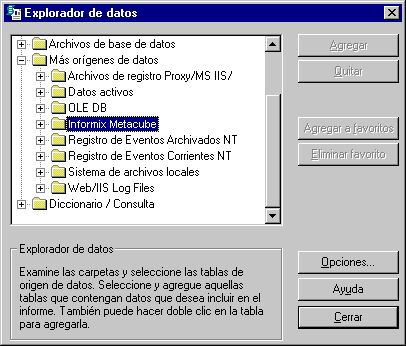 Explorador de datos
Archivos de base de datos
Más orígenes de datos
Archivos de registro Proxy/MS IIS/
Datos activos
OLE DB
Informix Metacube
Registro de Eventos Archivados NT
Registro de Eventos Corrientes NT
Sistema de archivos locales
Web/IIS Log Files
Diccionario / Consulta
Agregar
Quitar
Agregar a favoritos
Eliminar favorito
Explorador de datos
Examine las carpetas y seleccione las tablas de
origen de datos. Seleccione y agregue aquellas
tablas que contengan datos que desea incluir en el
informe. También puede hacer doble clic en la tabla
para agregarla.
Opciones...
Ayuda
Cerrar